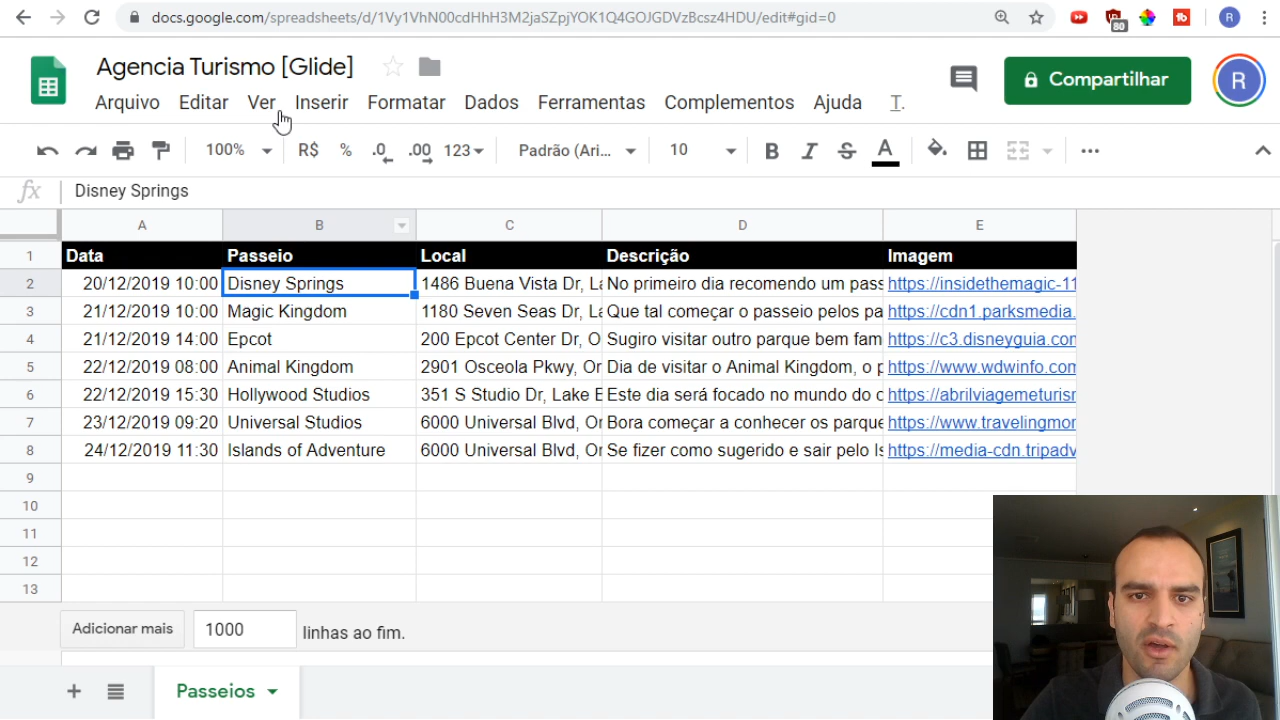 docs.google.com/spreadsheets/d/1Vy1VhN00cdHhH3M2jaSZpjYOK1Q4GOJGDVzBcsz4HDU/edit#gid=0
80
R
Agencia Turismo [Glide]
Arquivo Editar Ver Inserir Formatar Dados Ferramentas Complementos Ajuda T.
Compartilhar
R
100% R$ % .0 .00 123 Padrão (Ari... 10 B I S A
fx Disney Springs
A B C D E
1 Data Passeio Local Descrição Imagem
2 20/12/2019 10:00 Disney Springs 1486 Buena Vista Dr, La No primeiro dia recomendo um pass https://insidethemagic-11
3 21/12/2019 10:00 Magic Kingdom 1180 Seven Seas Dr, La Que tal começar o passeio pelos pa https://cdn1.parksmedia.
4 21/12/2019 14:00 Epcot 200 Epcot Center Dr, O Sugiro visitar outro parque bem fam https://c3.disneyguia.com
5 22/12/2019 08:00 Animal Kingdom 2901 Osceola Pkwy, Or Dia de visitar o Animal Kingdom, o p https://www.wdwinfo.com
6 22/12/2019 15:30 Hollywood Studios 351 S Studio Dr, Lake B Este dia será focado no mundo do c https://abrilviagemeturism
7 23/12/2019 09:20 Universal Studios 6000 Universal Blvd, Or Bora começar a conhecer os parque https://www.travelingmor
8 24/12/2019 11:30 Islands of Adventure 6000 Universal Blvd, Or Se fizer como sugerido e sair pelo Is https://media-cdn.tripadv
9
10
11
12
13
Adicionar mais 1000 linhas ao fim.
Passeios